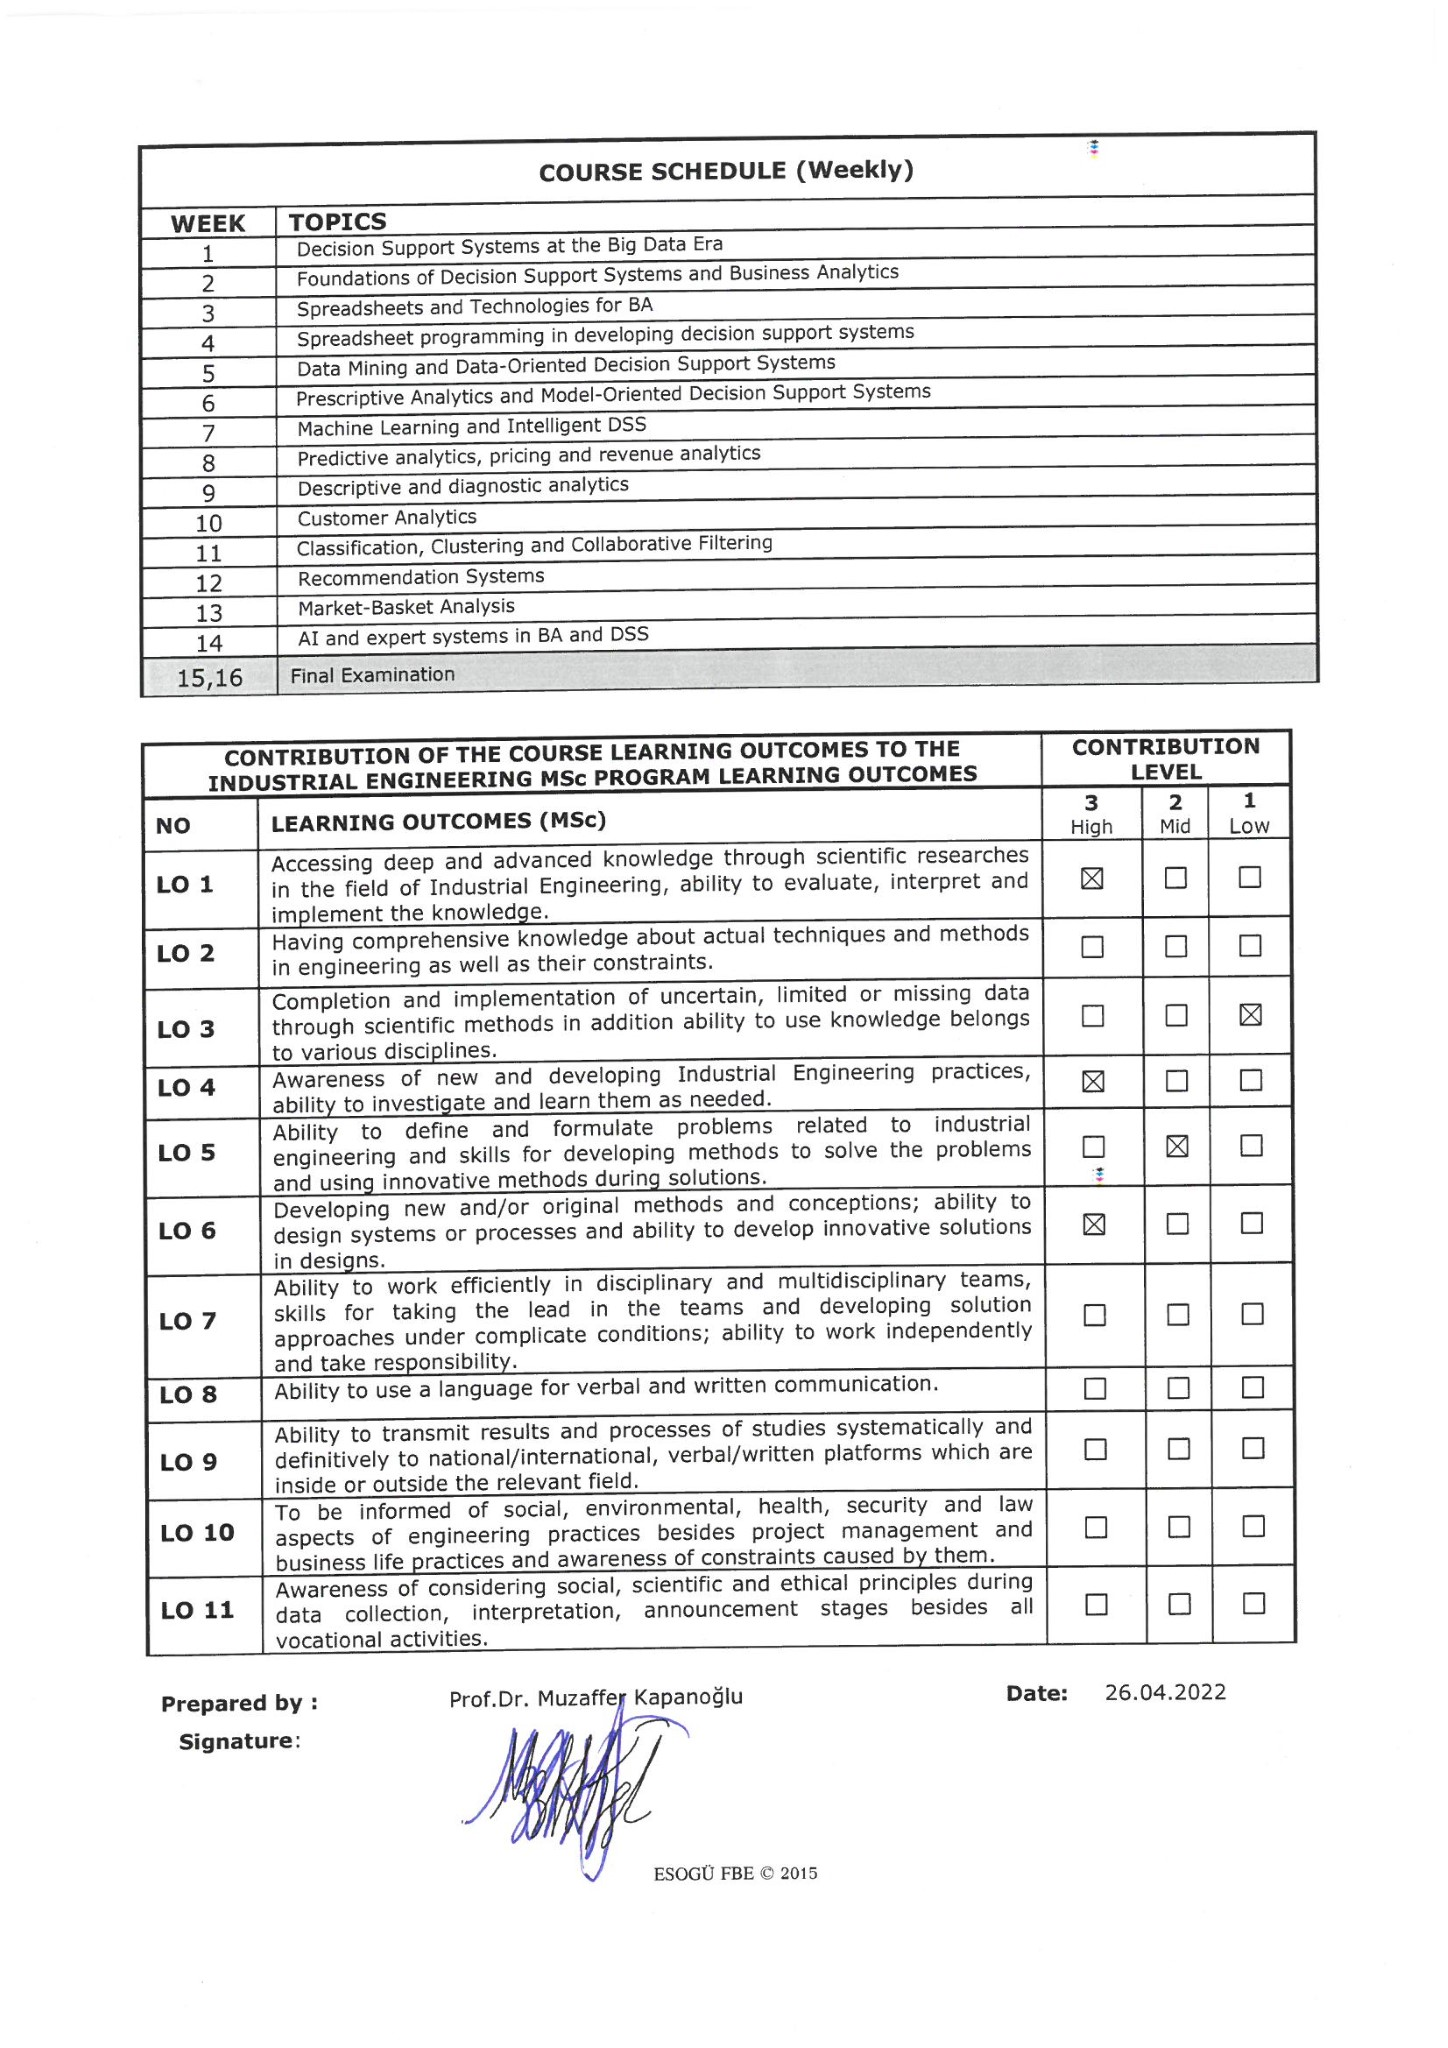 COURSE SCHEDULE (Weekly)
WEEK TOPICS
1 Decision Support Systems at the Big Data Era
2 Foundations of Decision Support Systems and Business Analytics
3 Spreadsheets and Technologies for BA
4 Spreadsheet programming in developing decision support systems
5 Data Mining and Data-Oriented Decision Support Systems
6 Prescriptive Analytics and Model-Oriented Decision Support Systems
7 Machine Learning and Intelligent DSS
8 Predictive analytics, pricing and revenue analytics
9 Descriptive and diagnostic analytics
10 Customer Analytics
11 Classification, Clustering and Collaborative Filtering
12 Recommendation Systems
13 Market-Basket Analysis
14 AI and expert systems in BA and DSS
15,16 Final Examination
CONTRIBUTION OF THE COURSE LEARNING OUTCOMES TO THE
INDUSTRIAL ENGINEERING MSc PROGRAM LEARNING OUTCOMES
CONTRIBUTION
LEVEL
NO LEARNING OUTCOMES (MSc)
3 2 1
High Mid Low
LO 1
Accessing deep and advanced knowledge through scientific researches
in the field of Industrial Engineering, ability to evaluate, interpret and
implement the knowledge.
☒ ☐ ☐
LO 2
Having comprehensive knowledge about actual techniques and methods
in engineering as well as their constraints.
☐ ☐ ☐
LO 3
Completion and implementation of uncertain, limited or missing data
through scientific methods in addition ability to use knowledge belongs
to various disciplines.
☐ ☐ ☒
LO 4
Awareness of new and developing Industrial Engineering practices,
ability to investigate and learn them as needed.
☒ ☐ ☐
LO 5
Ability to define and formulate problems related to industrial
engineering and skills for developing methods to solve the problems
and using innovative methods during solutions.
☐ ☒ ☐
LO 6
Developing new and/or original methods and conceptions; ability to
design systems or processes and ability to develop innovative solutions
in designs.
☒ ☐ ☐
LO 7
Ability to work efficiently in disciplinary and multidisciplinary teams,
skills for taking the lead in the teams and developing solution
approaches under complicate conditions; ability to work independently
and take responsibility.
☐ ☐ ☐
LO 8
Ability to use a language for verbal and written communication.
☐ ☐ ☐
LO 9
Ability to transmit results and processes of studies systematically and
definitively to national/international, verbal/written platforms which are
inside or outside the relevant field.
☐ ☐ ☐
LO 10
To be informed of social, environmental, health, security and law
aspects of engineering practices besides project management and
business life practices and awareness of constraints caused by them.
☐ ☐ ☐
LO 11
Awareness of considering social, scientific and ethical principles during
data collection, interpretation, announcement stages besides all
vocational activities.
☐ ☐ ☐
Prepared by : Prof.Dr. Muzaffer Kapanoğlu Date: 26.04.2022
Signature:
ESOGÜ FBE © 2015